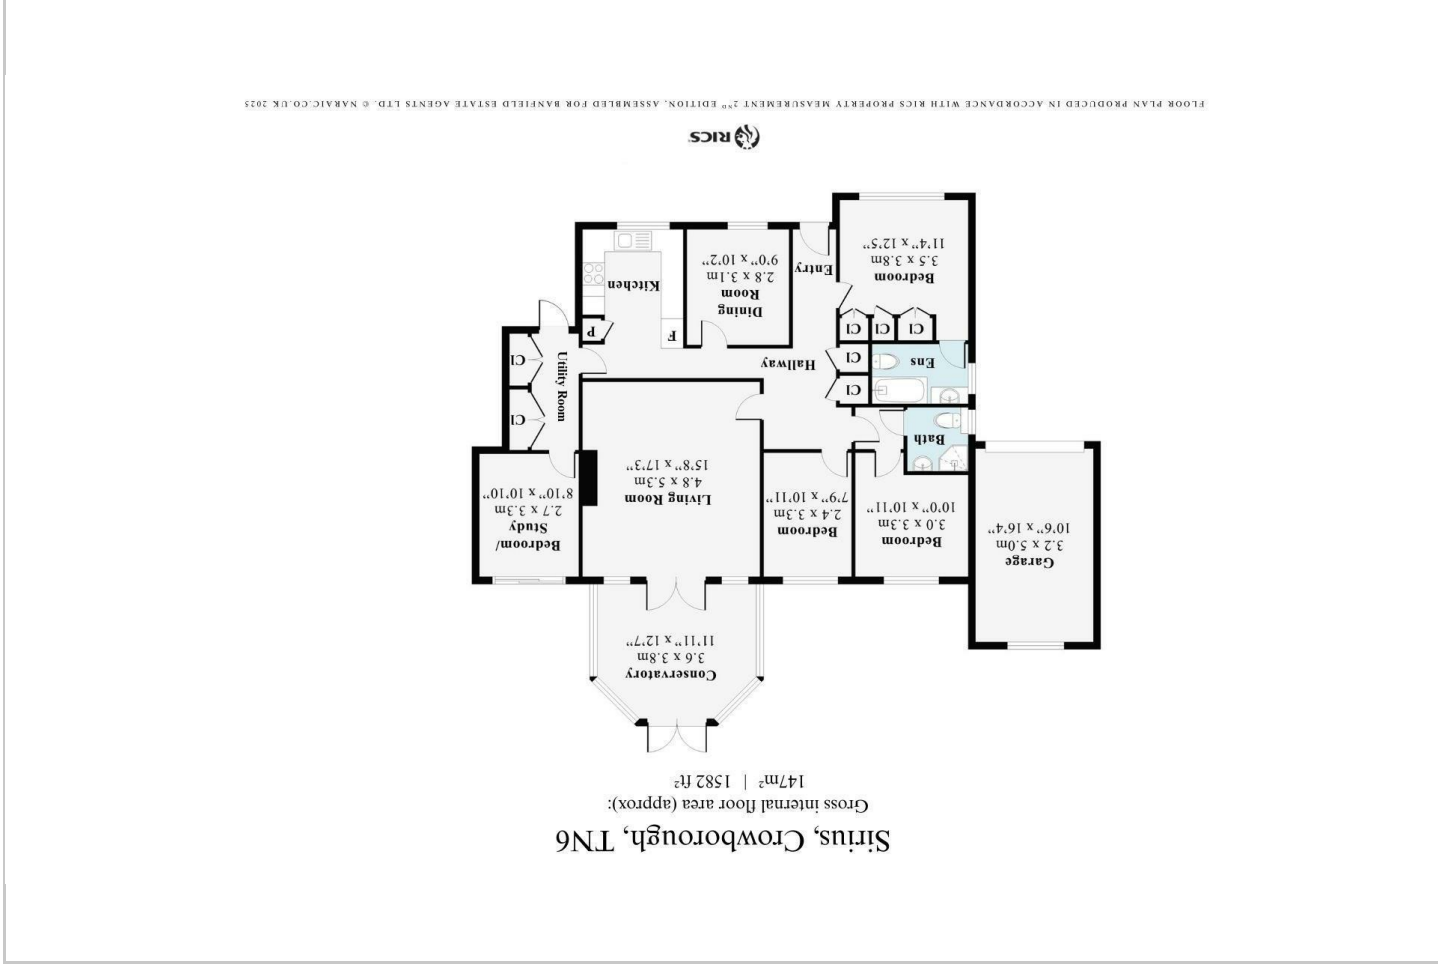 Sirius, Crowborough, TN6
Gross internal floor area (approx):
147m² | 1582 ft²
Conservatory
3.6 x 3.8m
11’11’’ x 12’7’’
Garage
3.2 x 5.0m
10’6’’ x 16’4’’
Bedroom
3.0 x 3.3m
10’0’’ x 10’11’’
Bedroom
2.4 x 3.3m
7’9’’ x 10’11’’
Living Room
4.8 x 5.3m
15’8’’ x 17’3’’
Bedroom/
Study
2.7 x 3.3m
8’10’’ x 10’10’’
Bath
Cl
Cl
Utility Room
Cl
Cl
Ens
Cl
Hallway
Cl
Cl
Cl
F
P
Dining
Room
2.8 x 3.1m
9’0’’ x 10’2’’
Kitchen
Bedroom
3.5 x 3.8m
11’4’’ x 12’5’’
Entry
RICS
FLOOR PLAN PRODUCED IN ACCORDANCE WITH RICS PROPERTY MEASUREMENT 2ND EDITION. ASSEMBLED FOR BANFIELD ESTATE AGENTS LTD. © NARAIC.CO.UK 2025